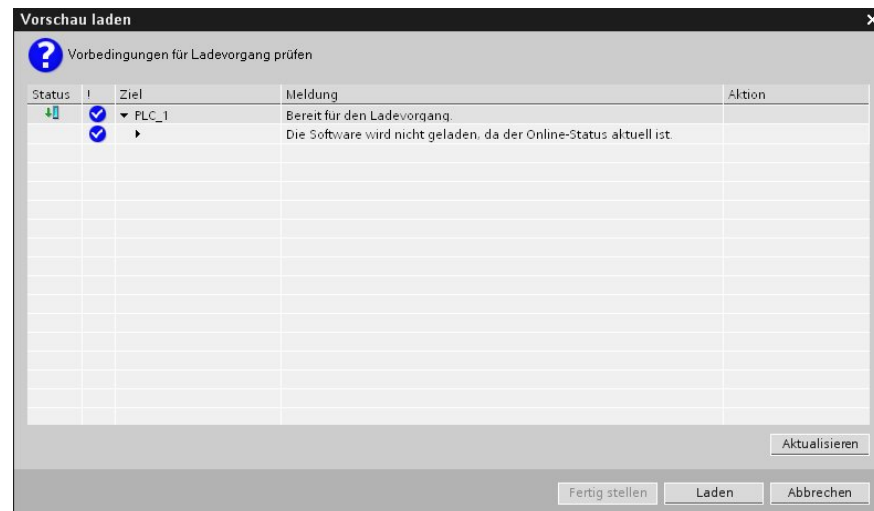 Vorschau laden
Vorbedingungen für Ladevorgang prüfen
Status ! Ziel Meldung Aktion
PLC_1 Bereit für den Ladevorgang.
Die Software wird nicht geladen, da der Online-Status aktuell ist.
Aktualisieren
Fertig stellen Laden Abbrechen